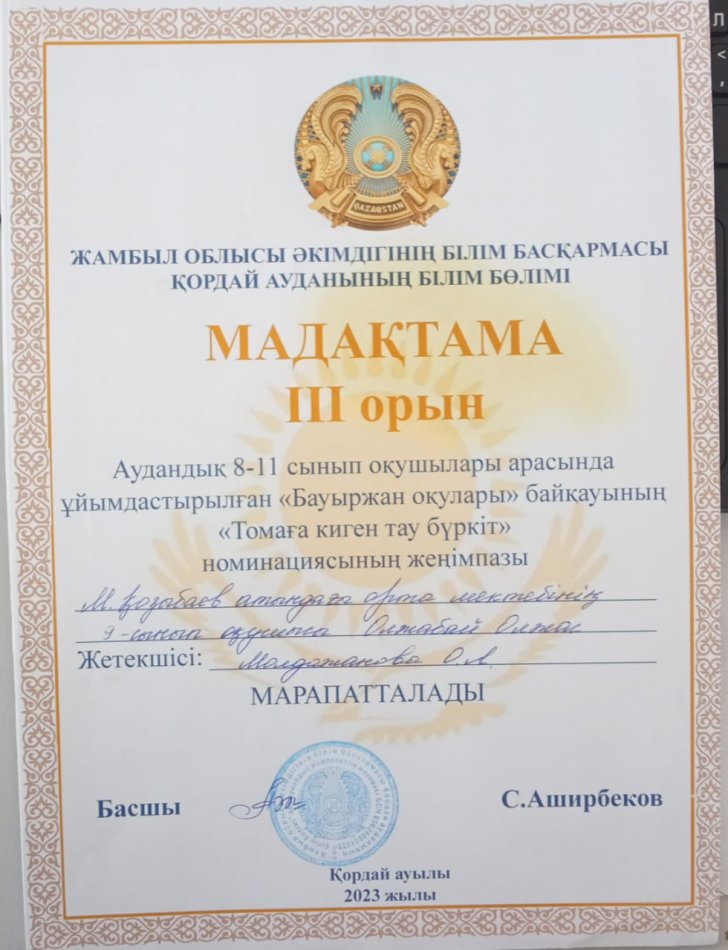 QAZAQSTAN
ЖАМБЫЛ ОБЛЫСЫ ӘКІМДІГІНІҢ БІЛІМ БАСҚАРМАСЫ
ҚОРДАЙ АУДАНЫНЫҢ БІЛІМ БӨЛІМІ
МАДАҚТАМА
III орын
Аудандық 8-11 сынып оқушылары арасында
ұйымдастырылған «Бауыржан оқулары» байқауының
«Томаға киген тау бүркіт»
номинациясының жеңімпазы
М. Қозыбаев атындағы орта мектебінің
9-сынып оқушысы Олжабай Олжас
Жетекшісі: Молдажанова О.А.
МАРАПАТТАЛАДЫ
Басшы
С.Аширбеков
Қордай ауылы
2023 жылы